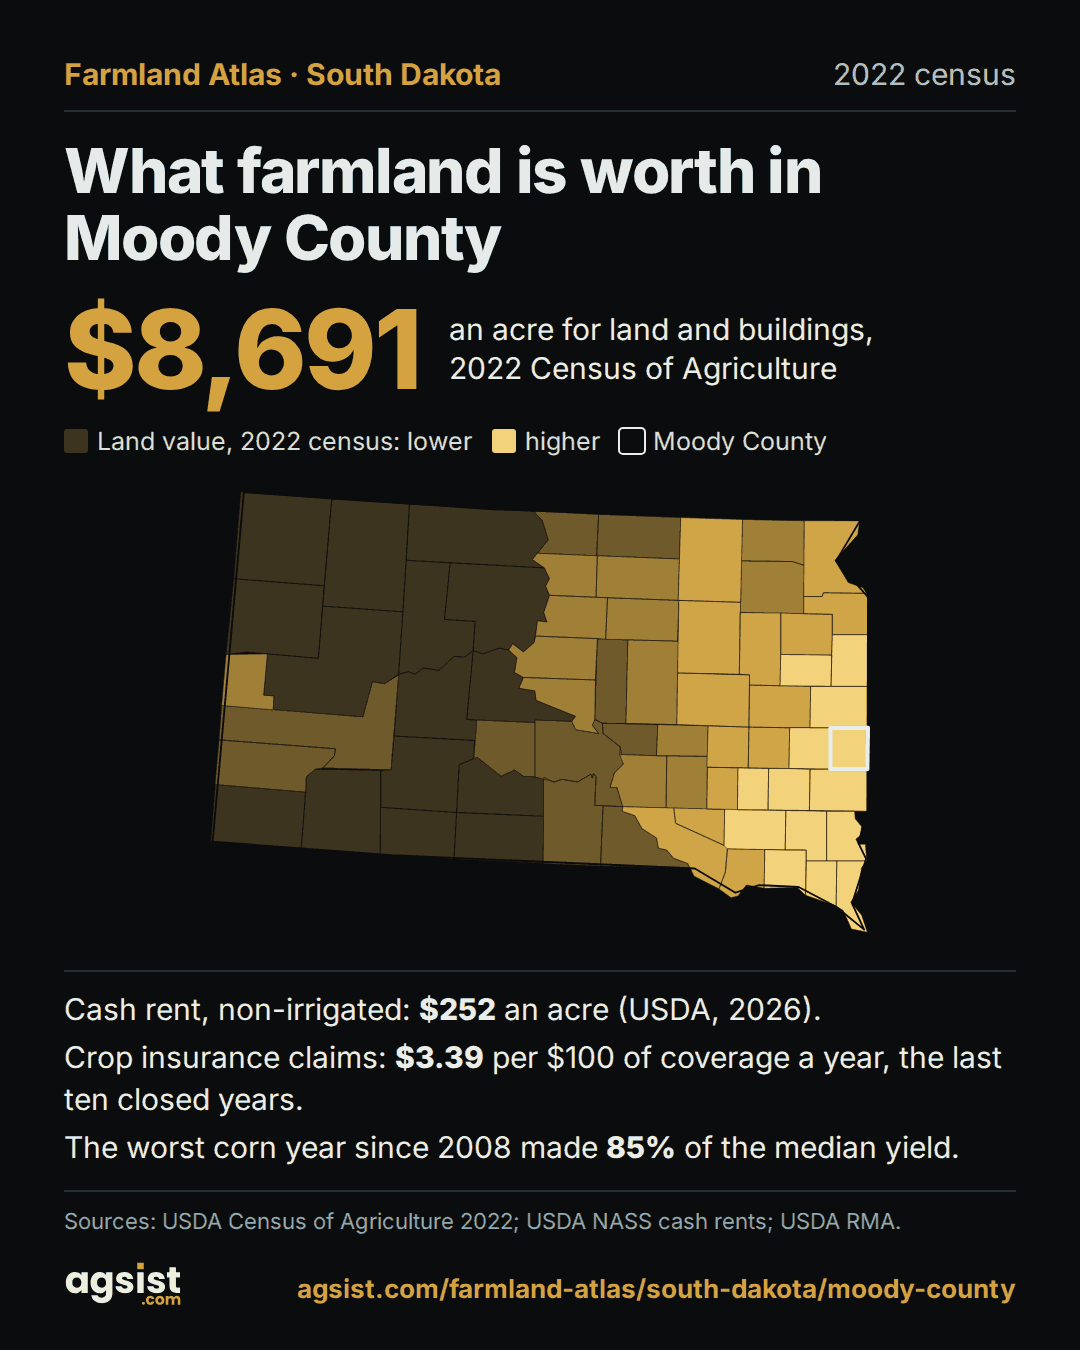 Farmland Atlas · South Dakota
2022 census
What farmland is worth in
Moody County
$8,691
an acre for land and buildings,
2022 Census of Agriculture
Land value, 2022 census: lower
higher
Moody County
Cash rent, non-irrigated: $252 an acre (USDA, 2026).
Crop insurance claims: $3.39 per $100 of coverage a year, the last
ten closed years.
The worst corn year since 2008 made 85% of the median yield.
Sources: USDA Census of Agriculture 2022; USDA NASS cash rents; USDA RMA.
agsist
.com
agsist.com/farmland-atlas/south-dakota/moody-county